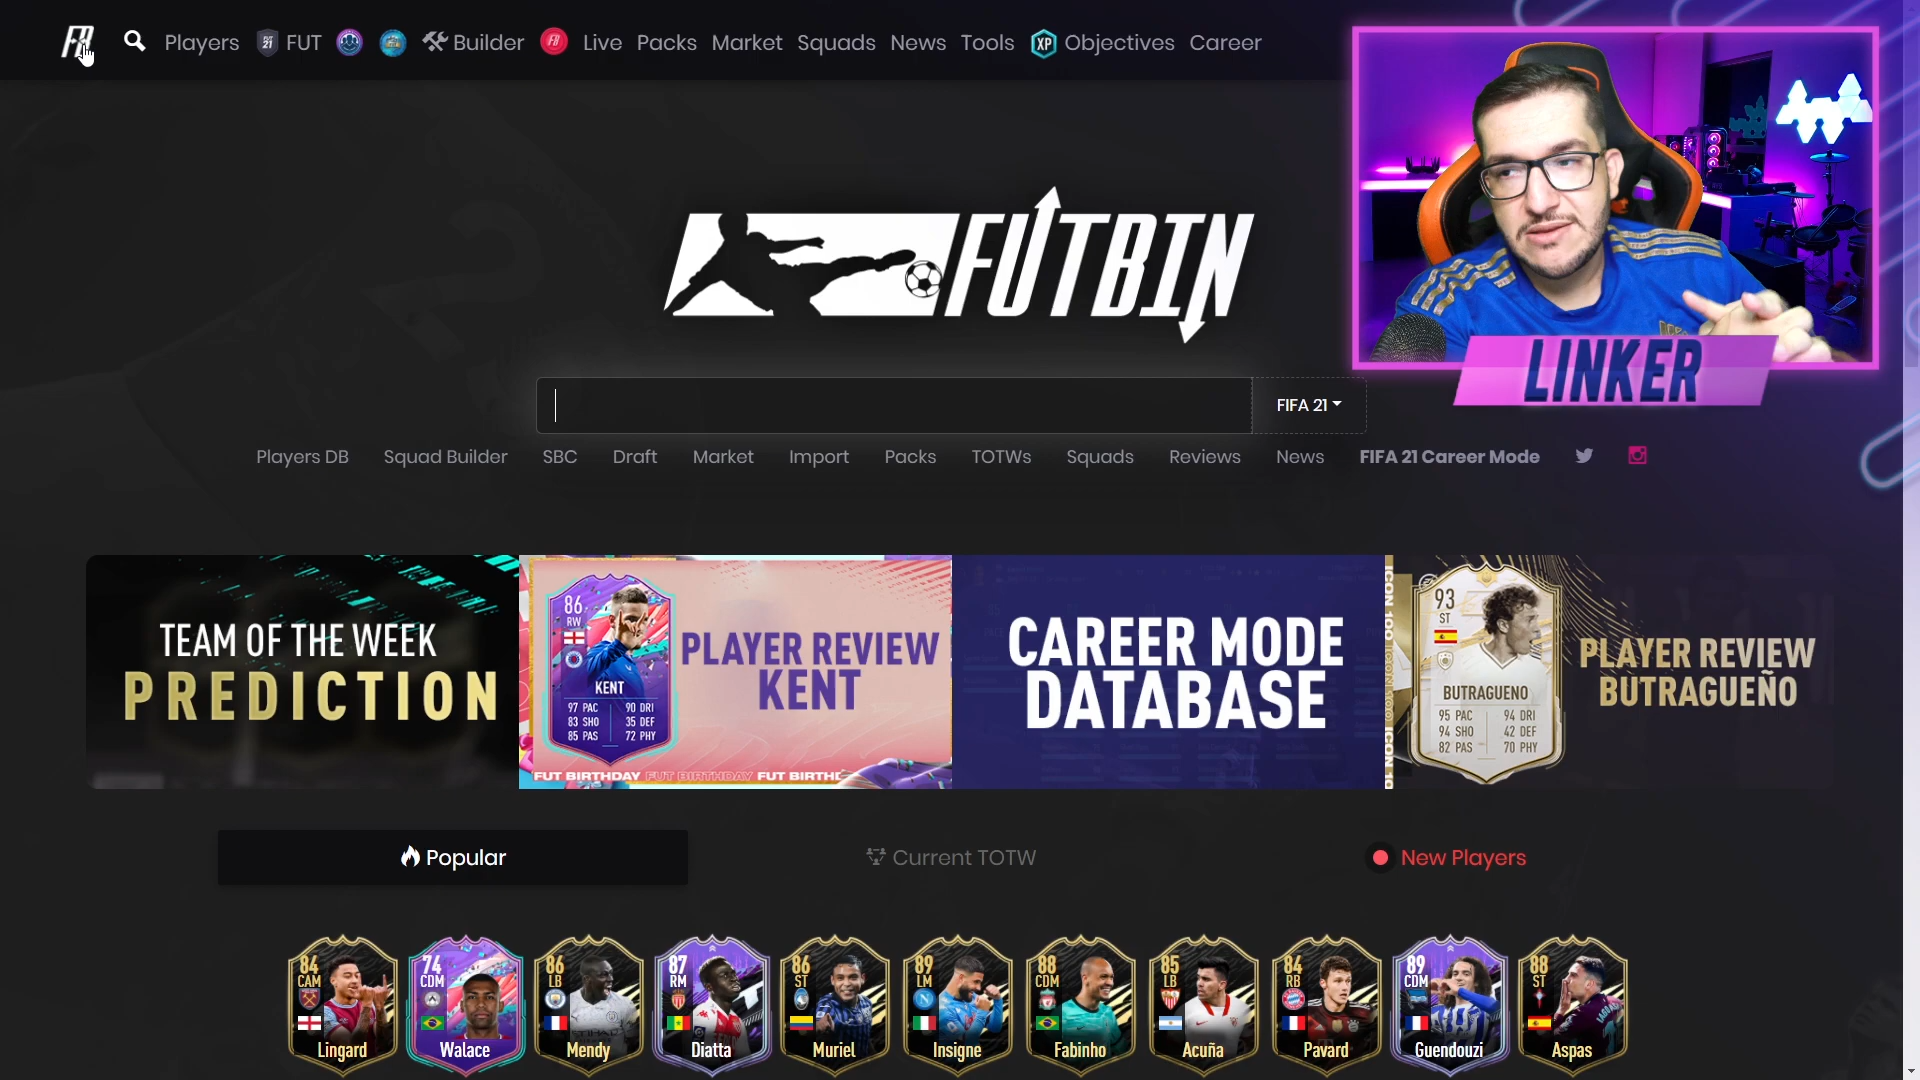 FB
Players
FUT 21
FUT
Builder
FB
Live
Packs
Market
Squads
News
Tools
XP
Objectives
Career
LINKER
FUTBIN
FIFA 21
Players DB
Squad Builder
SBC
Draft
Market
Import
Packs
TOTWs
Squads
Reviews
News
FIFA 21 Career Mode
TEAM OF THE WEEK
PREDICTION
86
RW
KENT
97 PAC 90 DRI
83 SHO 35 DEF
85 PAS 72 PHY
PLAYER REVIEW
KENT
FUT BIRTHDAY FUT BIRTHDAY FUT BIRTHD
CAREER MODE
DATABASE
93
ST
BUTRAGUENO
95 PAC 94 DRI
94 SHO 42 DEF
82 PAS 70 PHY
PLAYER REVIEW
BUTRAGUEÑO
Popular
Current TOTW
New Players
84
CAM
Lingard
74
CDM
Walace
86
LB
Mendy
87
RM
Diatta
86
ST
Muriel
89
LM
Insigne
88
CDM
Fabinho
85
LB
Acuña
84
RB
Pavard
89
CDM
Guendouzi
88
ST
Aspas